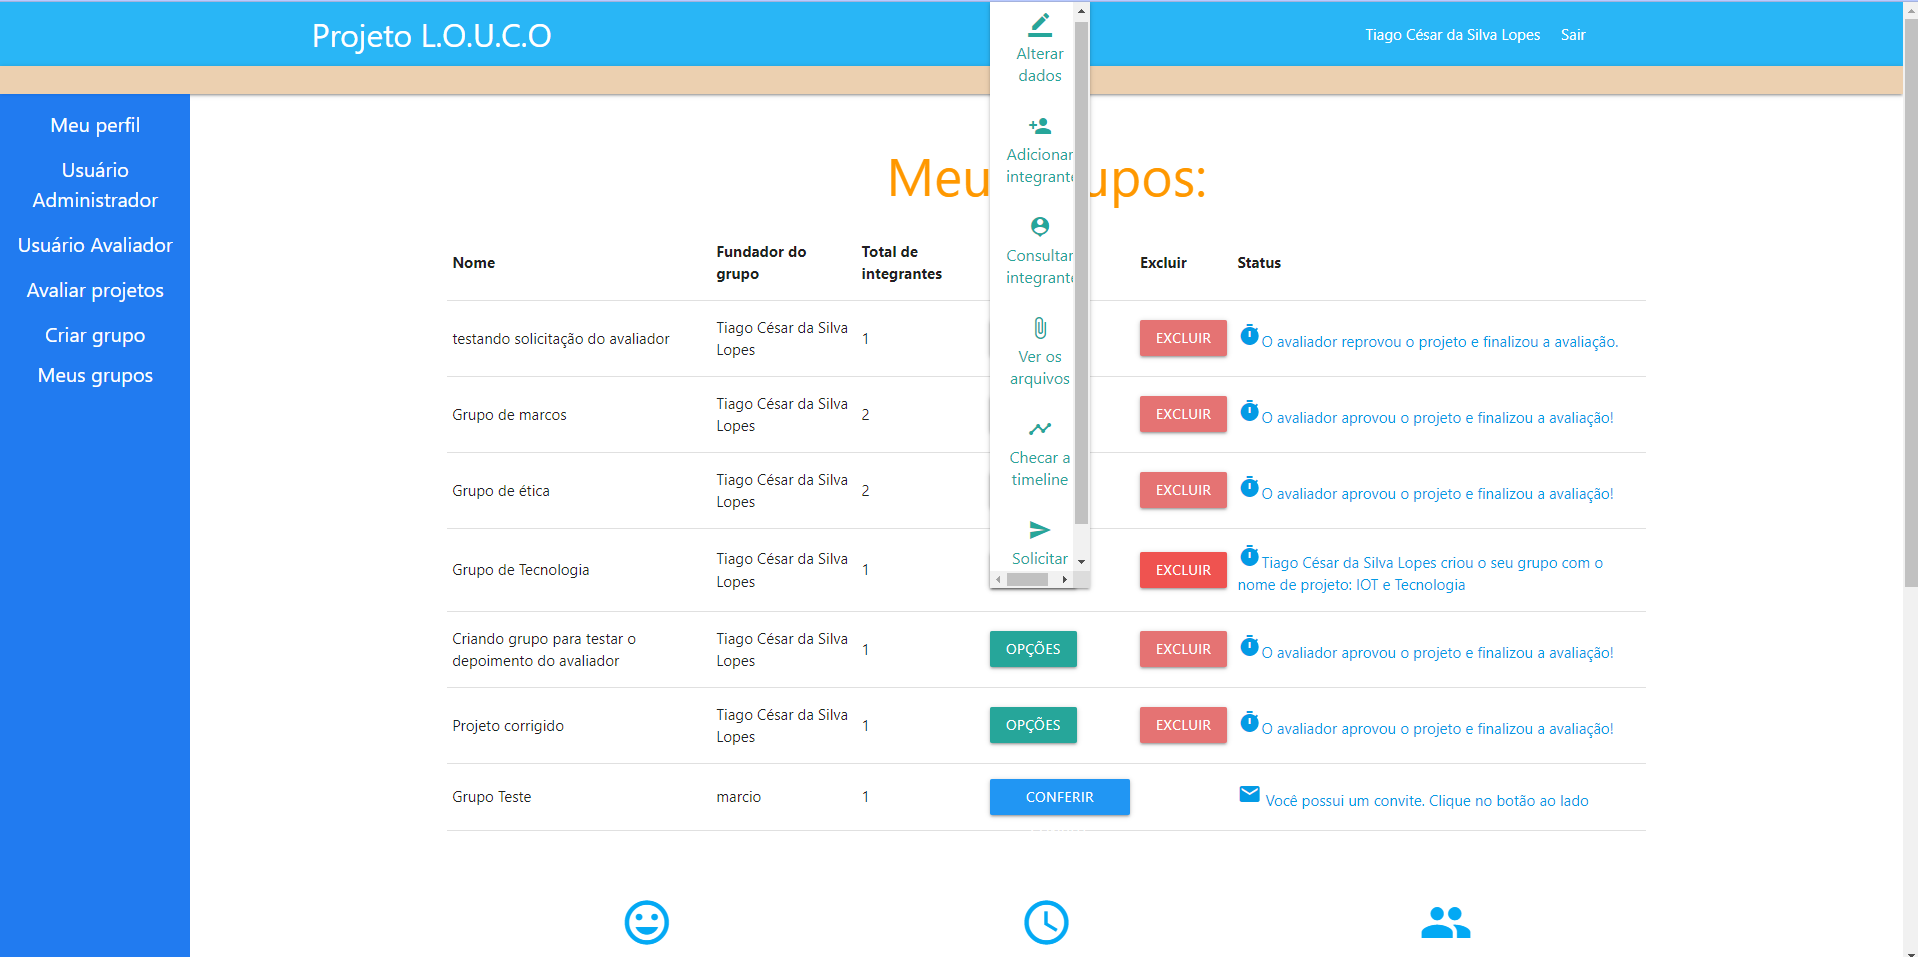 Projeto L.O.U.C.O
Tiago César da Silva Lopes
Sair
Meu perfil
Usuário
Administrador
Usuário Avaliador
Avaliar projetos
Criar grupo
Meus grupos
Alterar
dados
Adicionar
integrante
Consultar
integrante
Ver os
arquivos
Checar a
timeline
Solicitar
Meu upos:
Nome
Fundador do
grupo
Total de
integrantes
Excluir
Status
testando solicitação do avaliador
Tiago César da Silva
Lopes
1
EXCLUIR
O avaliador reprovou o projeto e finalizou a avaliação.
Grupo de marcos
Tiago César da Silva
Lopes
2
EXCLUIR
O avaliador aprovou o projeto e finalizou a avaliação!
Grupo de ética
Tiago César da Silva
Lopes
2
EXCLUIR
O avaliador aprovou o projeto e finalizou a avaliação!
Grupo de Tecnologia
Tiago César da Silva
Lopes
1
EXCLUIR
Tiago César da Silva Lopes criou o seu grupo com o
nome de projeto: IOT e Tecnologia
Criando grupo para testar o
depoimento do avaliador
Tiago César da Silva
Lopes
1
OPÇÕES
EXCLUIR
O avaliador aprovou o projeto e finalizou a avaliação!
Projeto corrigido
Tiago César da Silva
Lopes
1
OPÇÕES
EXCLUIR
O avaliador aprovou o projeto e finalizou a avaliação!
Grupo Teste
marcio
1
CONFERIR
Você possui um convite. Clique no botão ao lado